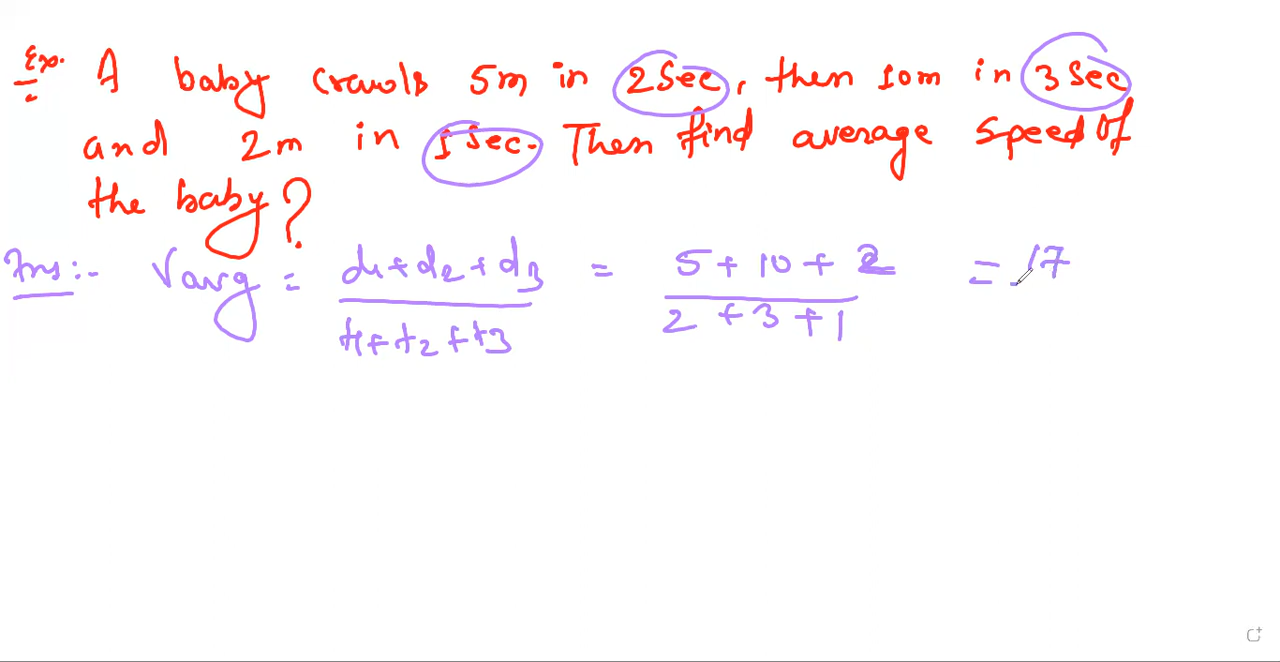 Ex. A baby crawls 5m in 2 Sec, then 10m in 3 Sec
and 2m in 1 Sec. Then find average speed of
the baby?
Ans:- Vavg = d1+d2+d3 / t1+t2+t3 = 5+10+2 / 2+3+1 = 17